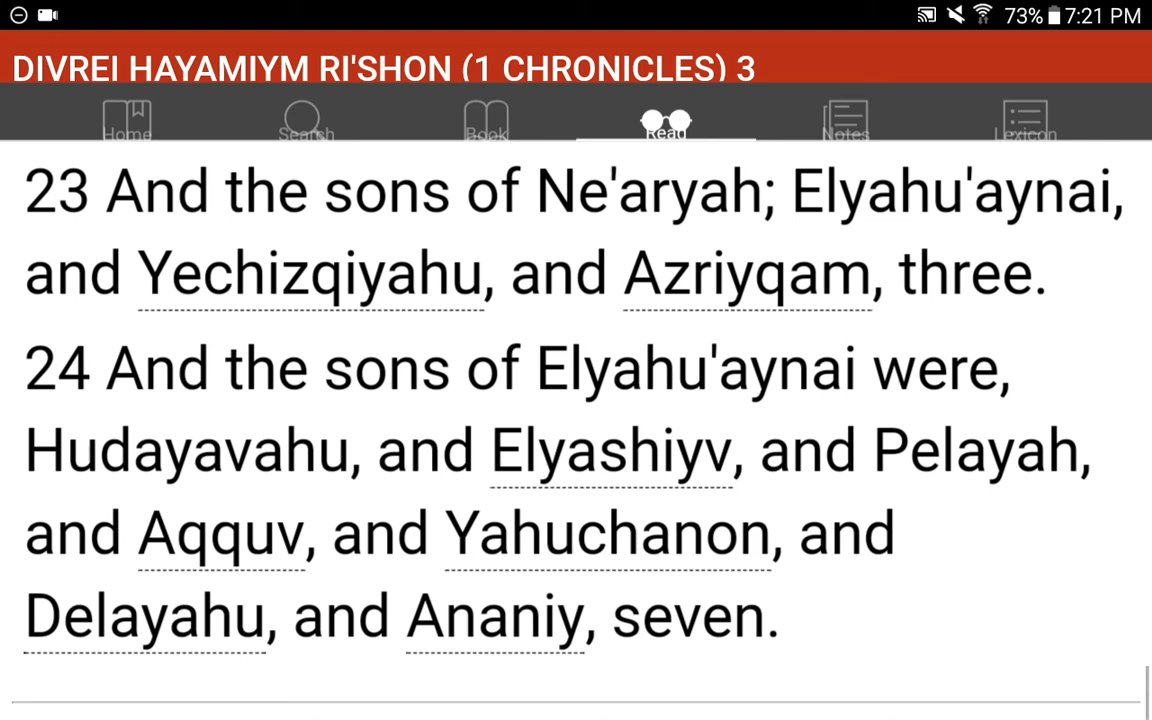 73% 7:21 PM
DIVREI HAYAMIYM RI'SHON (1 CHRONICLES) 3
Home Search Book Read Notes Lexicon
23 And the sons of Ne'aryah; Elyahu'aynai,
and Yechizqiyahu, and Azriyqam, three.
24 And the sons of Elyahu'aynai were,
Hudayavahu, and Elyashiyv, and Pelayah,
and Aqquv, and Yahuchanon, and
Delayahu, and Ananiy, seven.